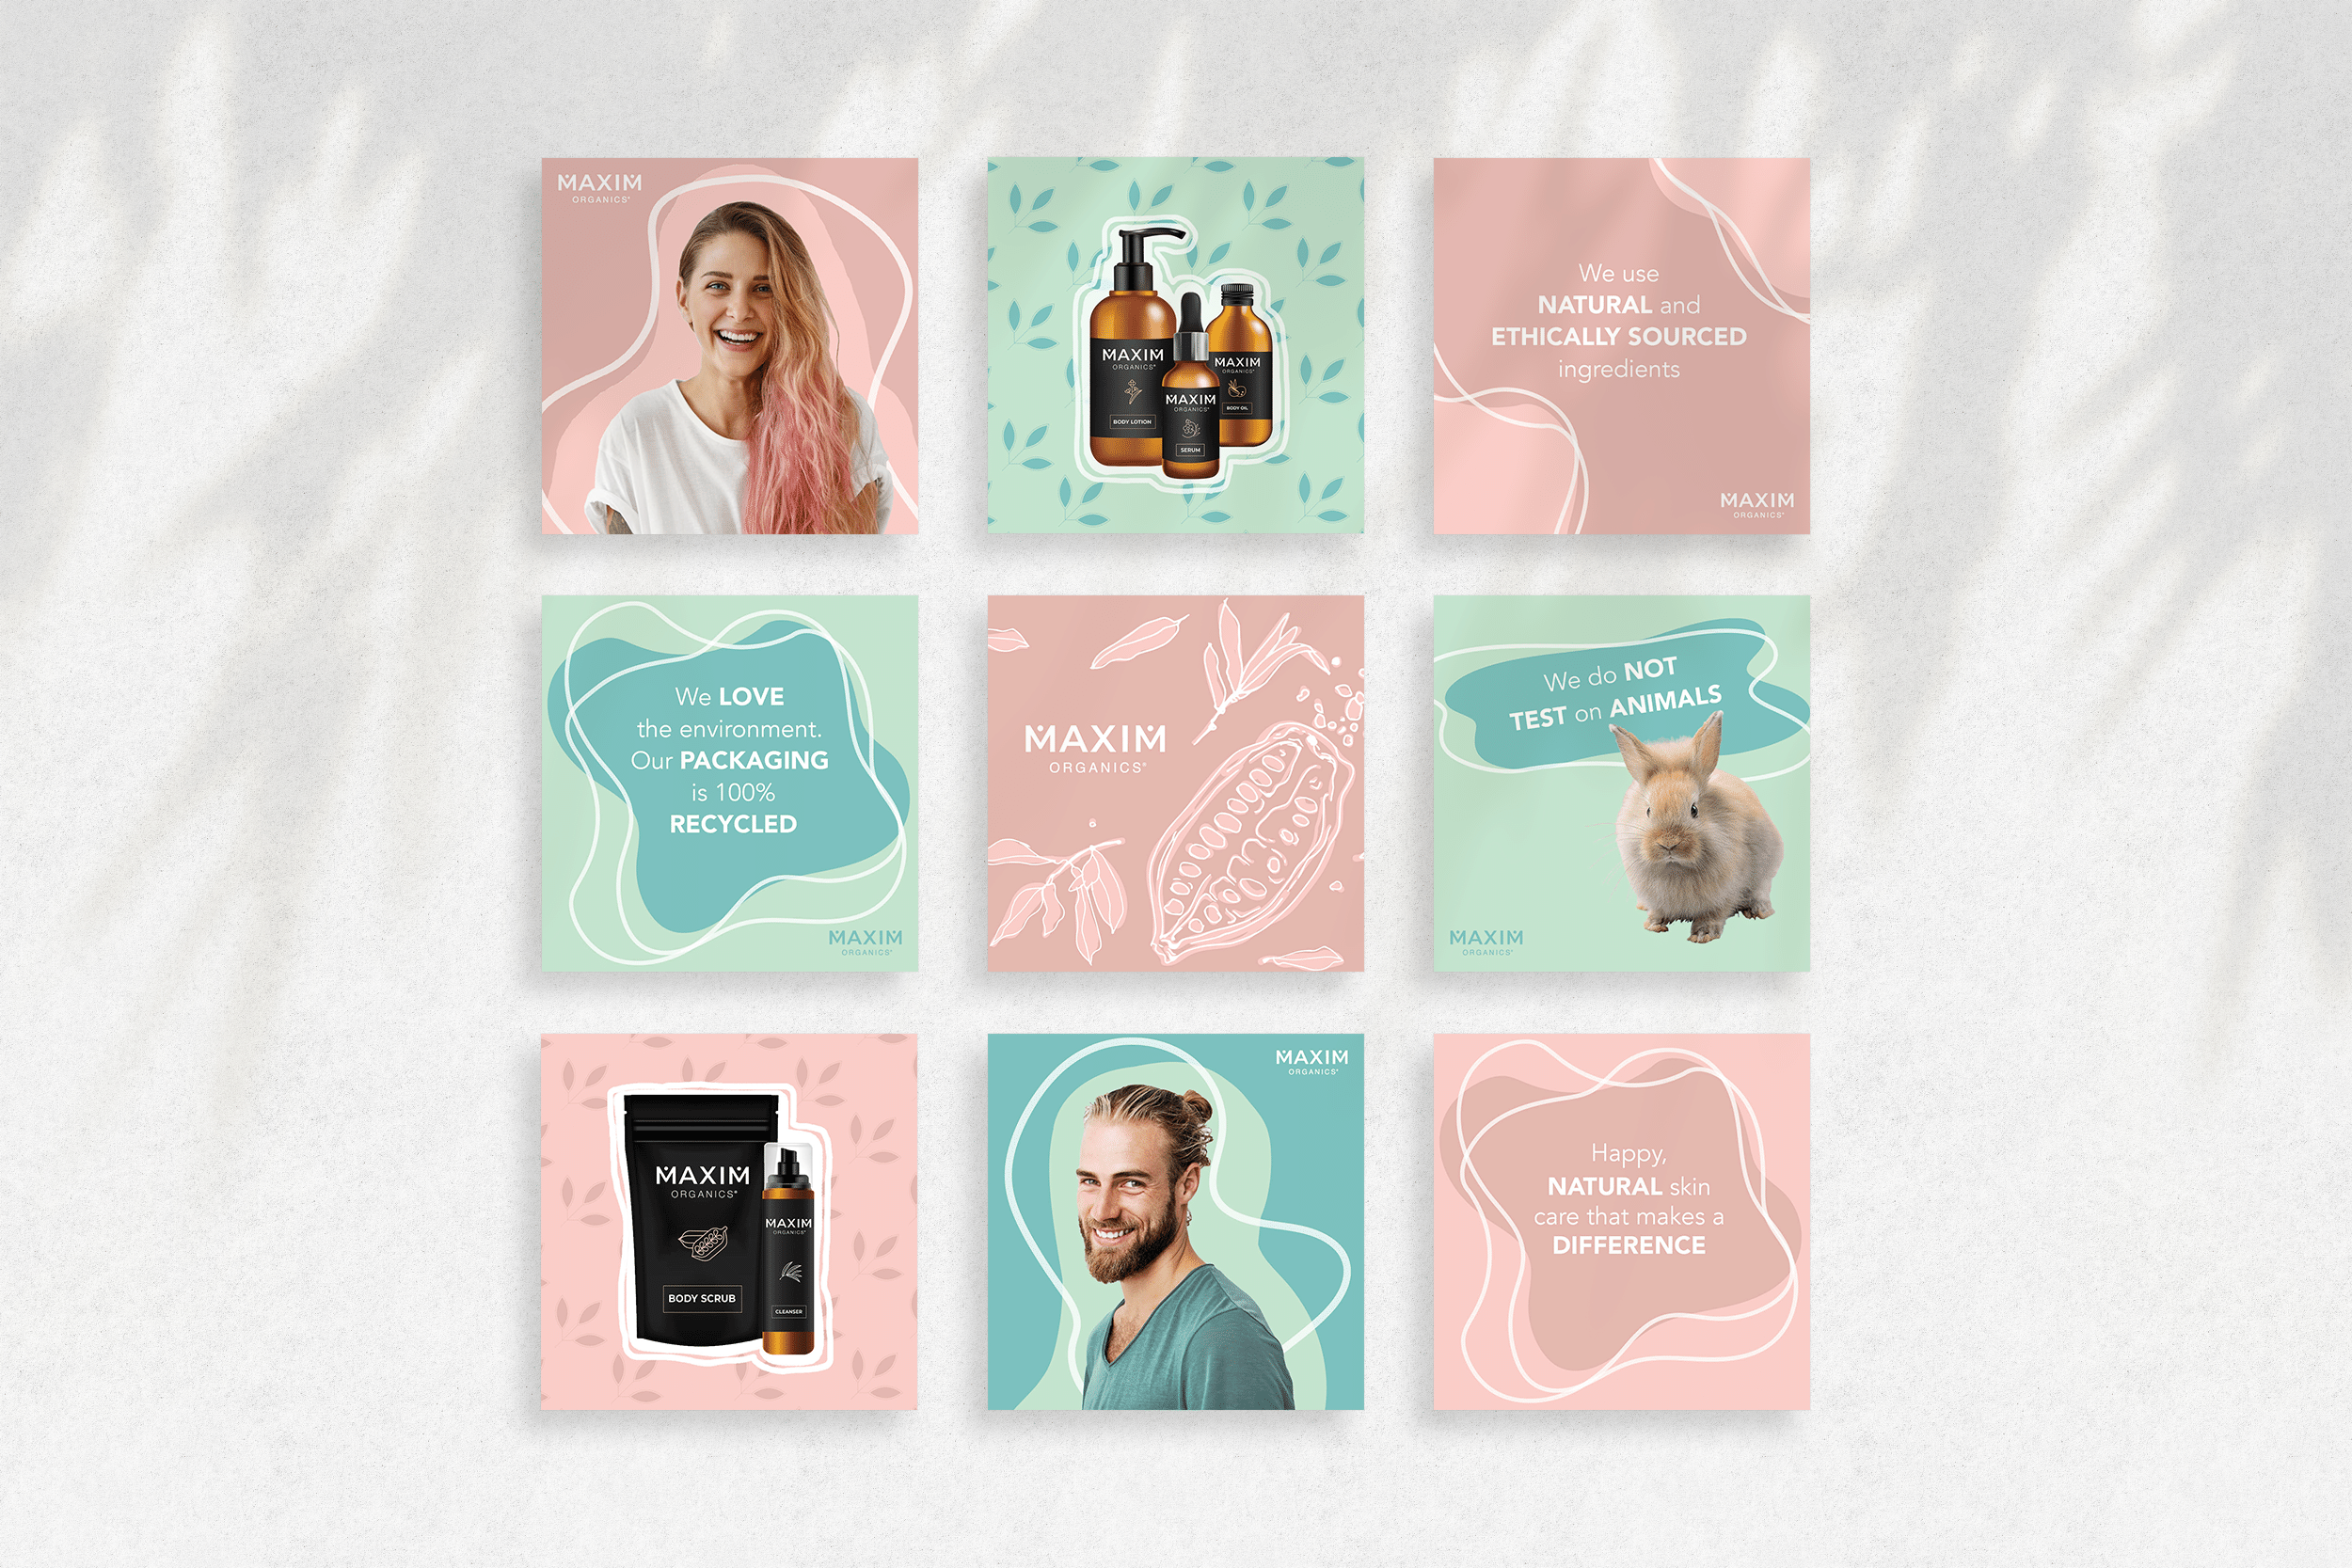 MAXIM
ORGANICS®
MAXIM
ORGANICS®
BODY LOTION
MAXIM
ORGANICS®
SERUM
MAXIM
ORGANICS®
BODY OIL
We use
NATURAL and
ETHICALLY SOURCED
ingredients
MAXIM
ORGANICS®
We LOVE
the environment.
Our PACKAGING
is 100%
RECYCLED
MAXIM
ORGANICS®
MAXIM
ORGANICS®
We do NOT
TEST on ANIMALS
MAXIM
ORGANICS®
MAXIM
ORGANICS®
BODY SCRUB
MAXIM
ORGANICS®
CLEANSER
MAXIM
ORGANICS®
Happy,
NATURAL skin
care that makes a
DIFFERENCE